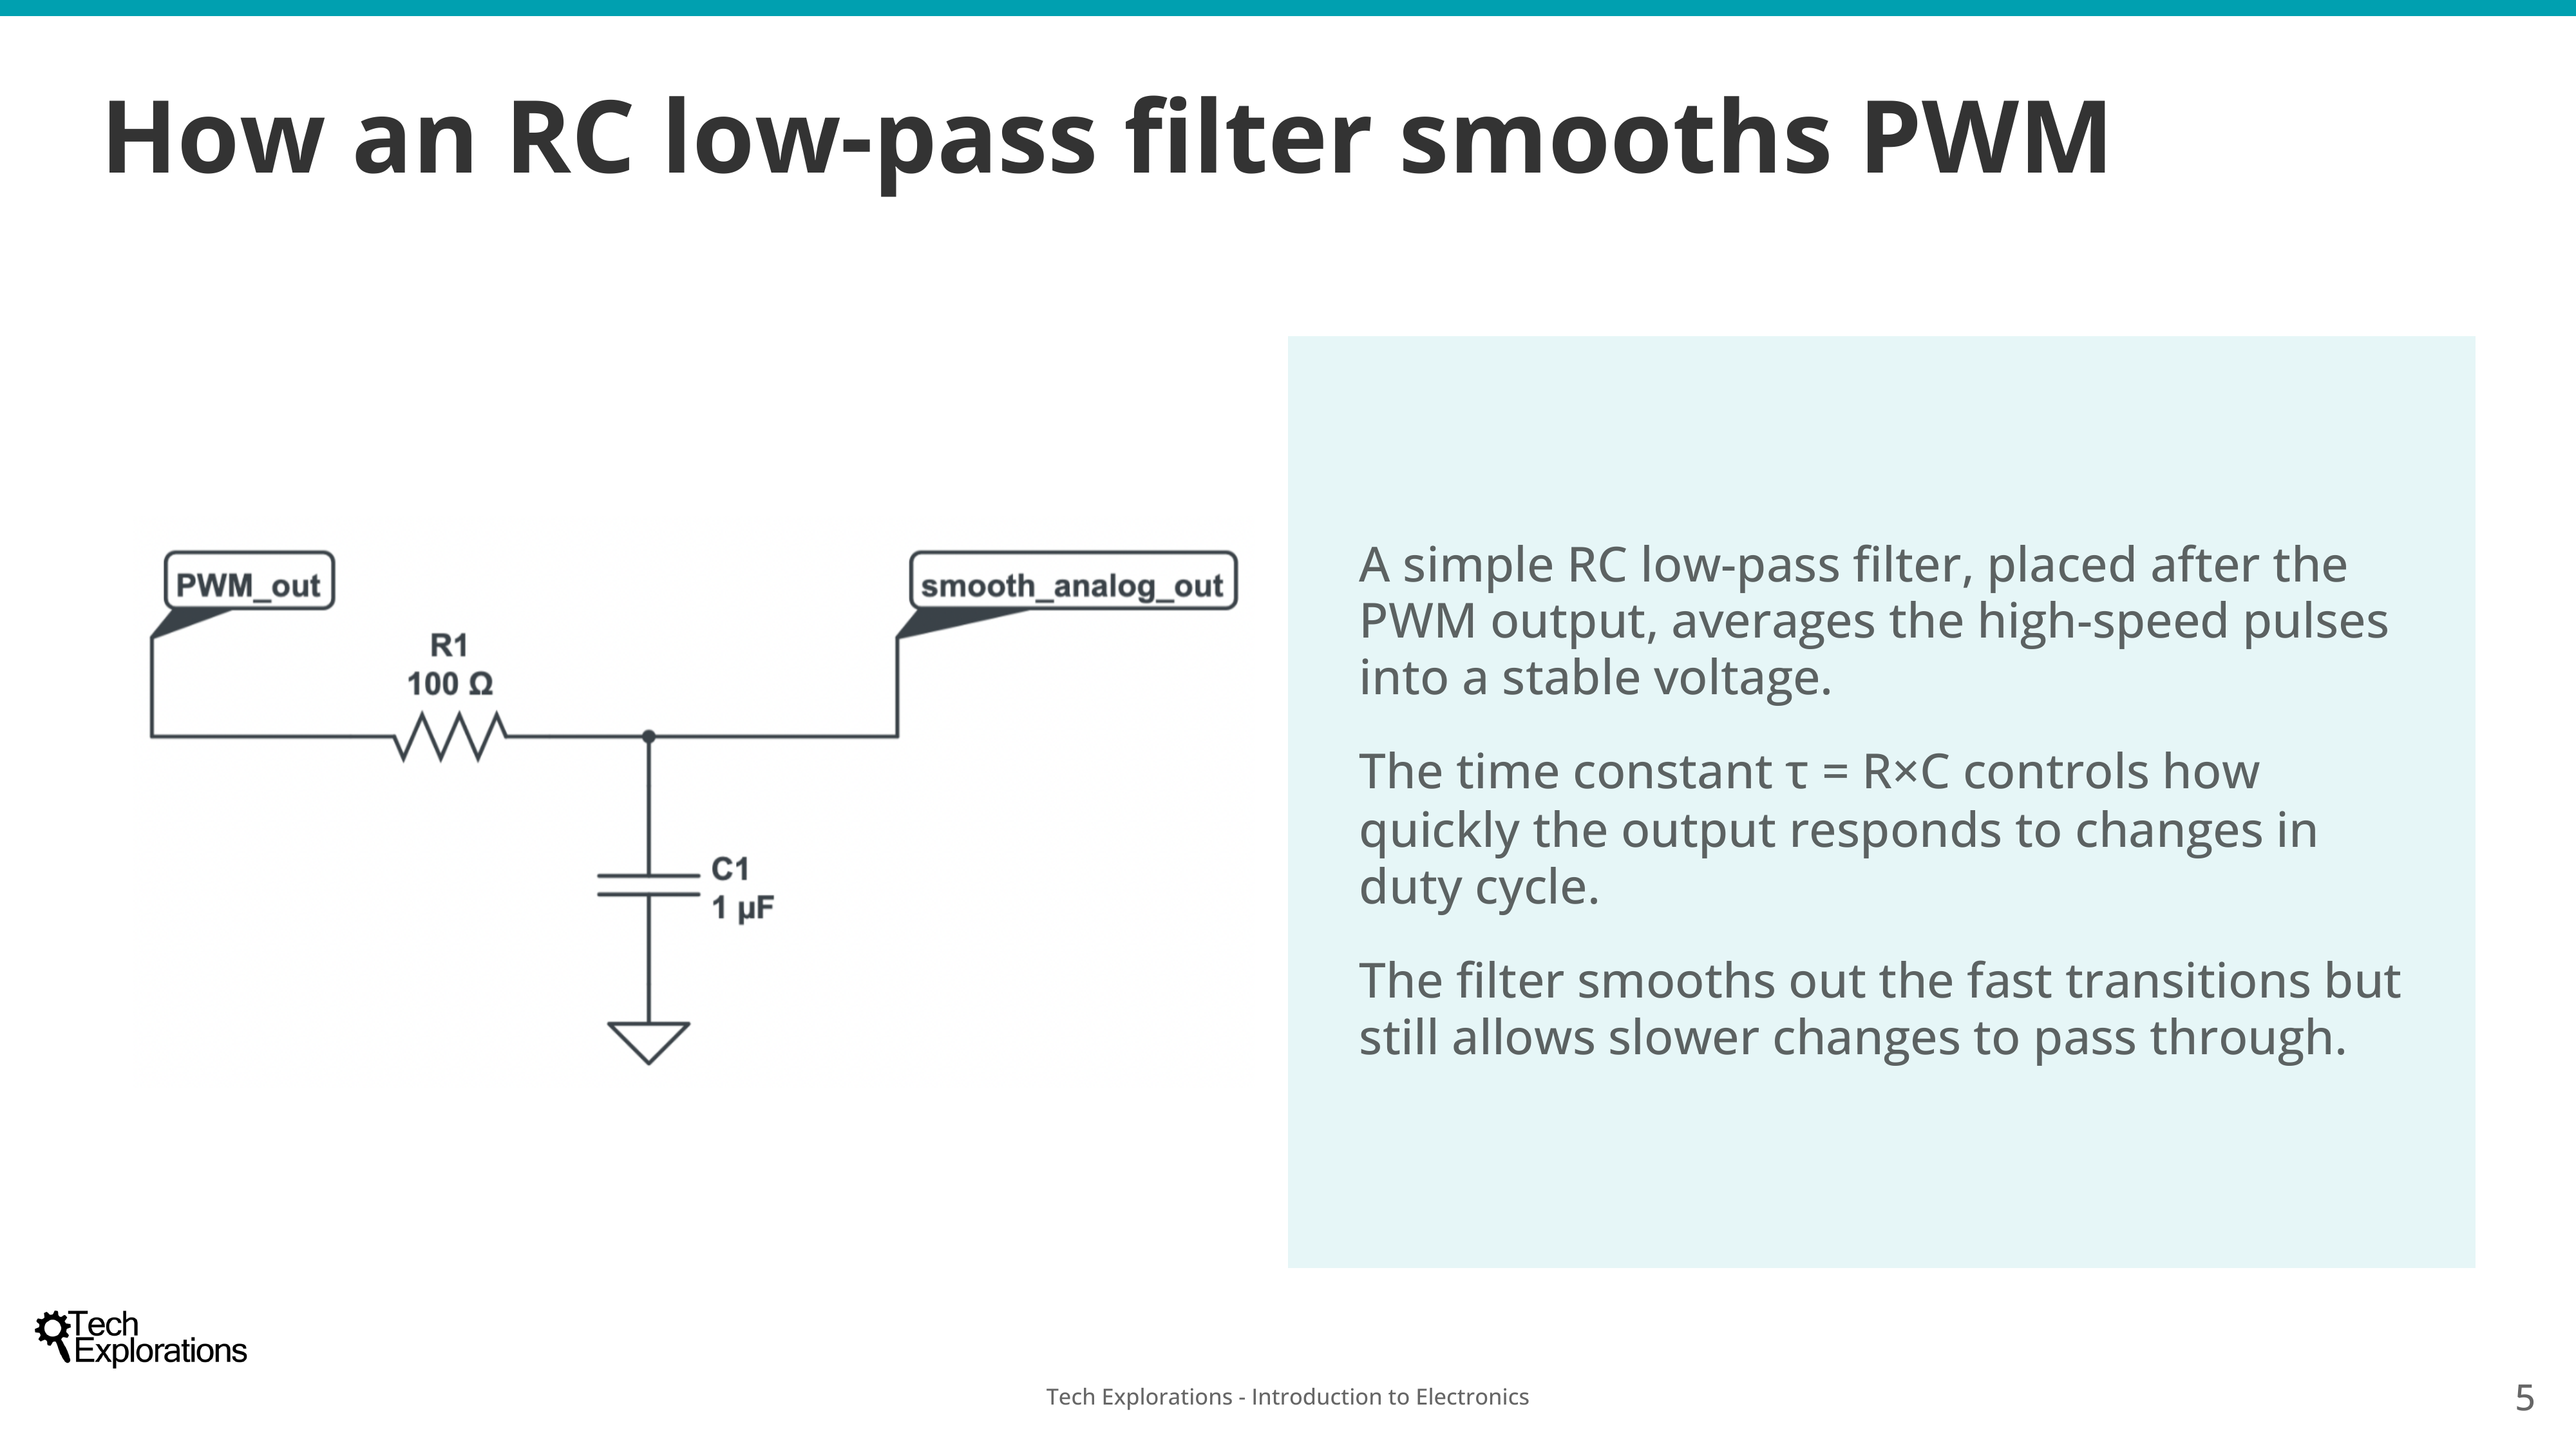 How an RC low-pass filter smooths PWM
PWM_out
smooth_analog_out
R1
100 Ω
C1
1 µF
A simple RC low-pass filter, placed after the
PWM output, averages the high-speed pulses
into a stable voltage.
The time constant τ = R×C controls how
quickly the output responds to changes in
duty cycle.
The filter smooths out the fast transitions but
still allows slower changes to pass through.
Tech
Explorations
Tech Explorations - Introduction to Electronics
5